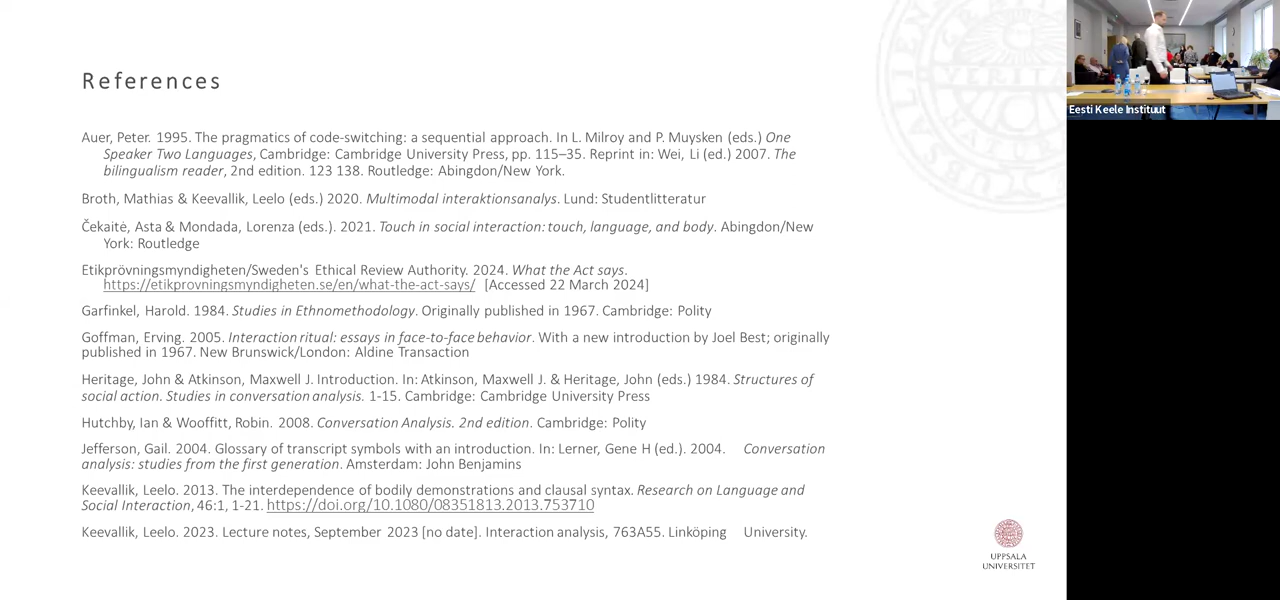 References
Auer, Peter. 1995. The pragmatics of code-switching: a sequential approach. In L. Milroy and P. Muysken (eds.) One
Speaker Two Languages, Cambridge: Cambridge University Press, pp. 115–35. Reprint in: Wei, Li (ed.) 2007. The
bilingualism reader, 2nd edition. 123 138. Routledge: Abingdon/New York.
Broth, Mathias & Keevallik, Leelo (eds.) 2020. Multimodal interaktionsanalys. Lund: Studentlitteratur
Čekaitė, Asta & Mondada, Lorenza (eds.). 2021. Touch in social interaction: touch, language, and body. Abingdon/New
York: Routledge
Etikprövningsmyndigheten/Sweden's Ethical Review Authority. 2024. What the Act says.
https://etikprovningsmyndigheten.se/en/what-the-act-says/ [Accessed 22 March 2024]
Garfinkel, Harold. 1984. Studies in Ethnomethodology. Originally published in 1967. Cambridge: Polity
Goffman, Erving. 2005. Interaction ritual: essays in face-to-face behavior. With a new introduction by Joel Best; originally
published in 1967. New Brunswick/London: Aldine Transaction
Heritage, John & Atkinson, Maxwell J. Introduction. In: Atkinson, Maxwell J. & Heritage, John (eds.) 1984. Structures of
social action. Studies in conversation analysis. 1-15. Cambridge: Cambridge University Press
Hutchby, Ian & Wooffitt, Robin. 2008. Conversation Analysis. 2nd edition. Cambridge: Polity
Jefferson, Gail. 2004. Glossary of transcript symbols with an introduction. In: Lerner, Gene H (ed.). 2004. Conversation
analysis: studies from the first generation. Amsterdam: John Benjamins
Keevallik, Leelo. 2013. The interdependence of bodily demonstrations and clausal syntax. Research on Language and
Social Interaction, 46:1, 1-21. https://doi.org/10.1080/08351813.2013.753710
Keevallik, Leelo. 2023. Lecture notes, September 2023 [no date]. Interaction analysis, 763A55. Linköping University.
UPPSALA
UNIVERSITET
Eesti Keele Instituut